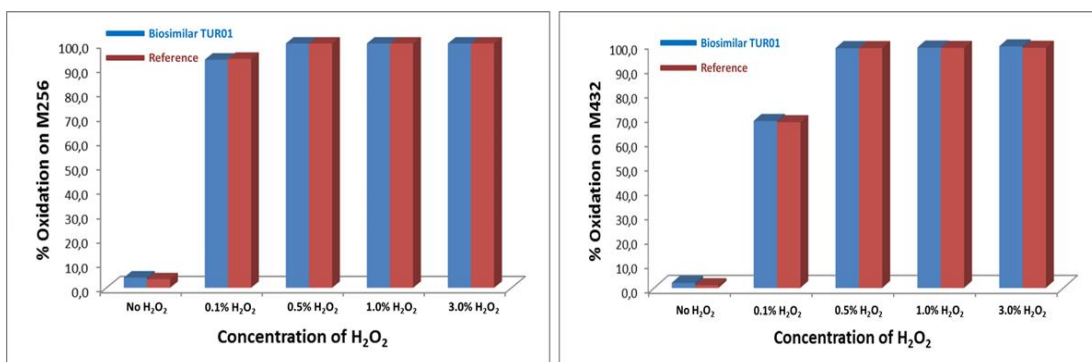 Biosimilar TUR01
Reference
% Oxidation on M256
100,0
90,0
80,0
70,0
60,0
50,0
40,0
30,0
20,0
10,0
0,0
No H₂O₂ 0.1% H₂O₂ 0.5% H₂O₂ 1.0% H₂O₂ 3.0% H₂O₂
Concentration of H₂O₂
Biosimilar TUR01
Reference
% Oxidation on M432
100,0
90,0
80,0
70,0
60,0
50,0
40,0
30,0
20,0
10,0
0,0
No H₂O₂ 0.1% H₂O₂ 0.5% H₂O₂ 1.0% H₂O₂ 3.0% H₂O₂
Concentration of H₂O₂